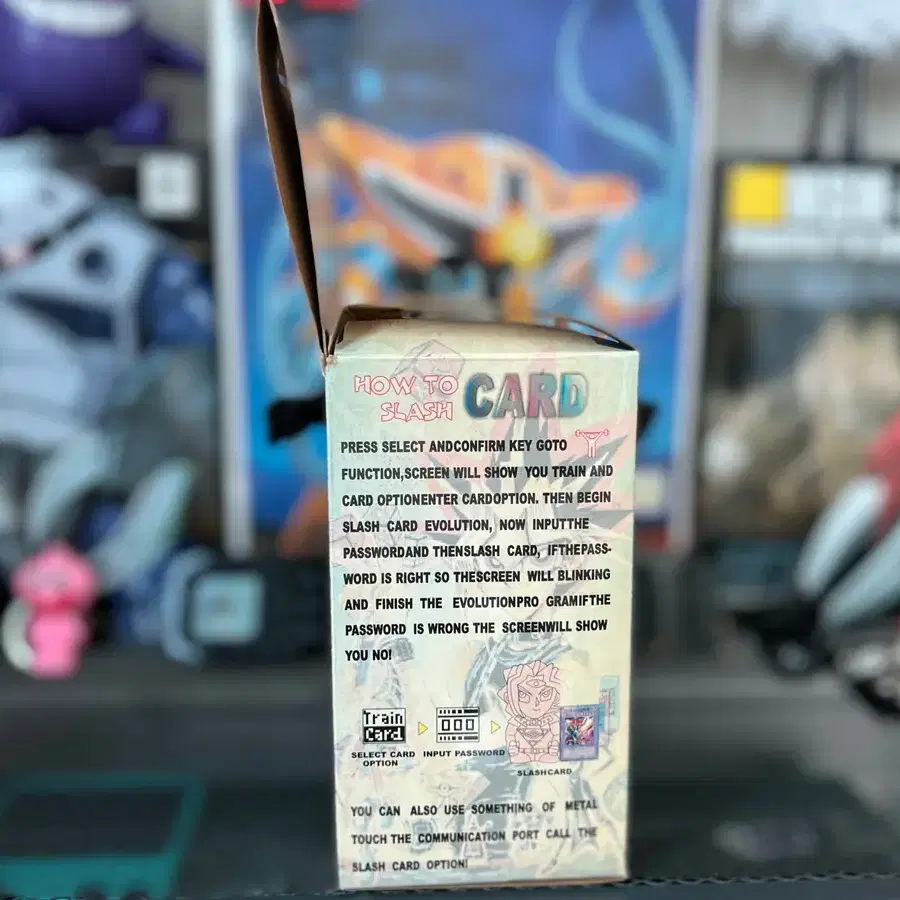 HOW TO
SLASH
CARD
PRESS SELECT ANDCONFIRM KEY GOTO
FUNCTION,SCREEN WILL SHOW YOU TRAIN AND
CARD OPTIONENTER CARDOPTION. THEN BEGIN
SLASH CARD EVOLUTION, NOW INPUTTHE
PASSWORDAND THENSLASH CARD, IFTHEPASS-
WORD IS RIGHT SO THESCREEN WILL BLINKING
AND FINISH THE EVOLUTIONPRO GRAMIFTHE
PASSWORD IS WRONG THE SCREENWILL SHOW
YOU NO!
Train
Card
000
SELECT CARD
OPTION
INPUT PASSWORD
SLASHCARD
YOU CAN ALSO USE SOMETHING OF METAL
TOUCH THE COMMUNICATION PORT CALL THE
SLASH CARD OPTION!